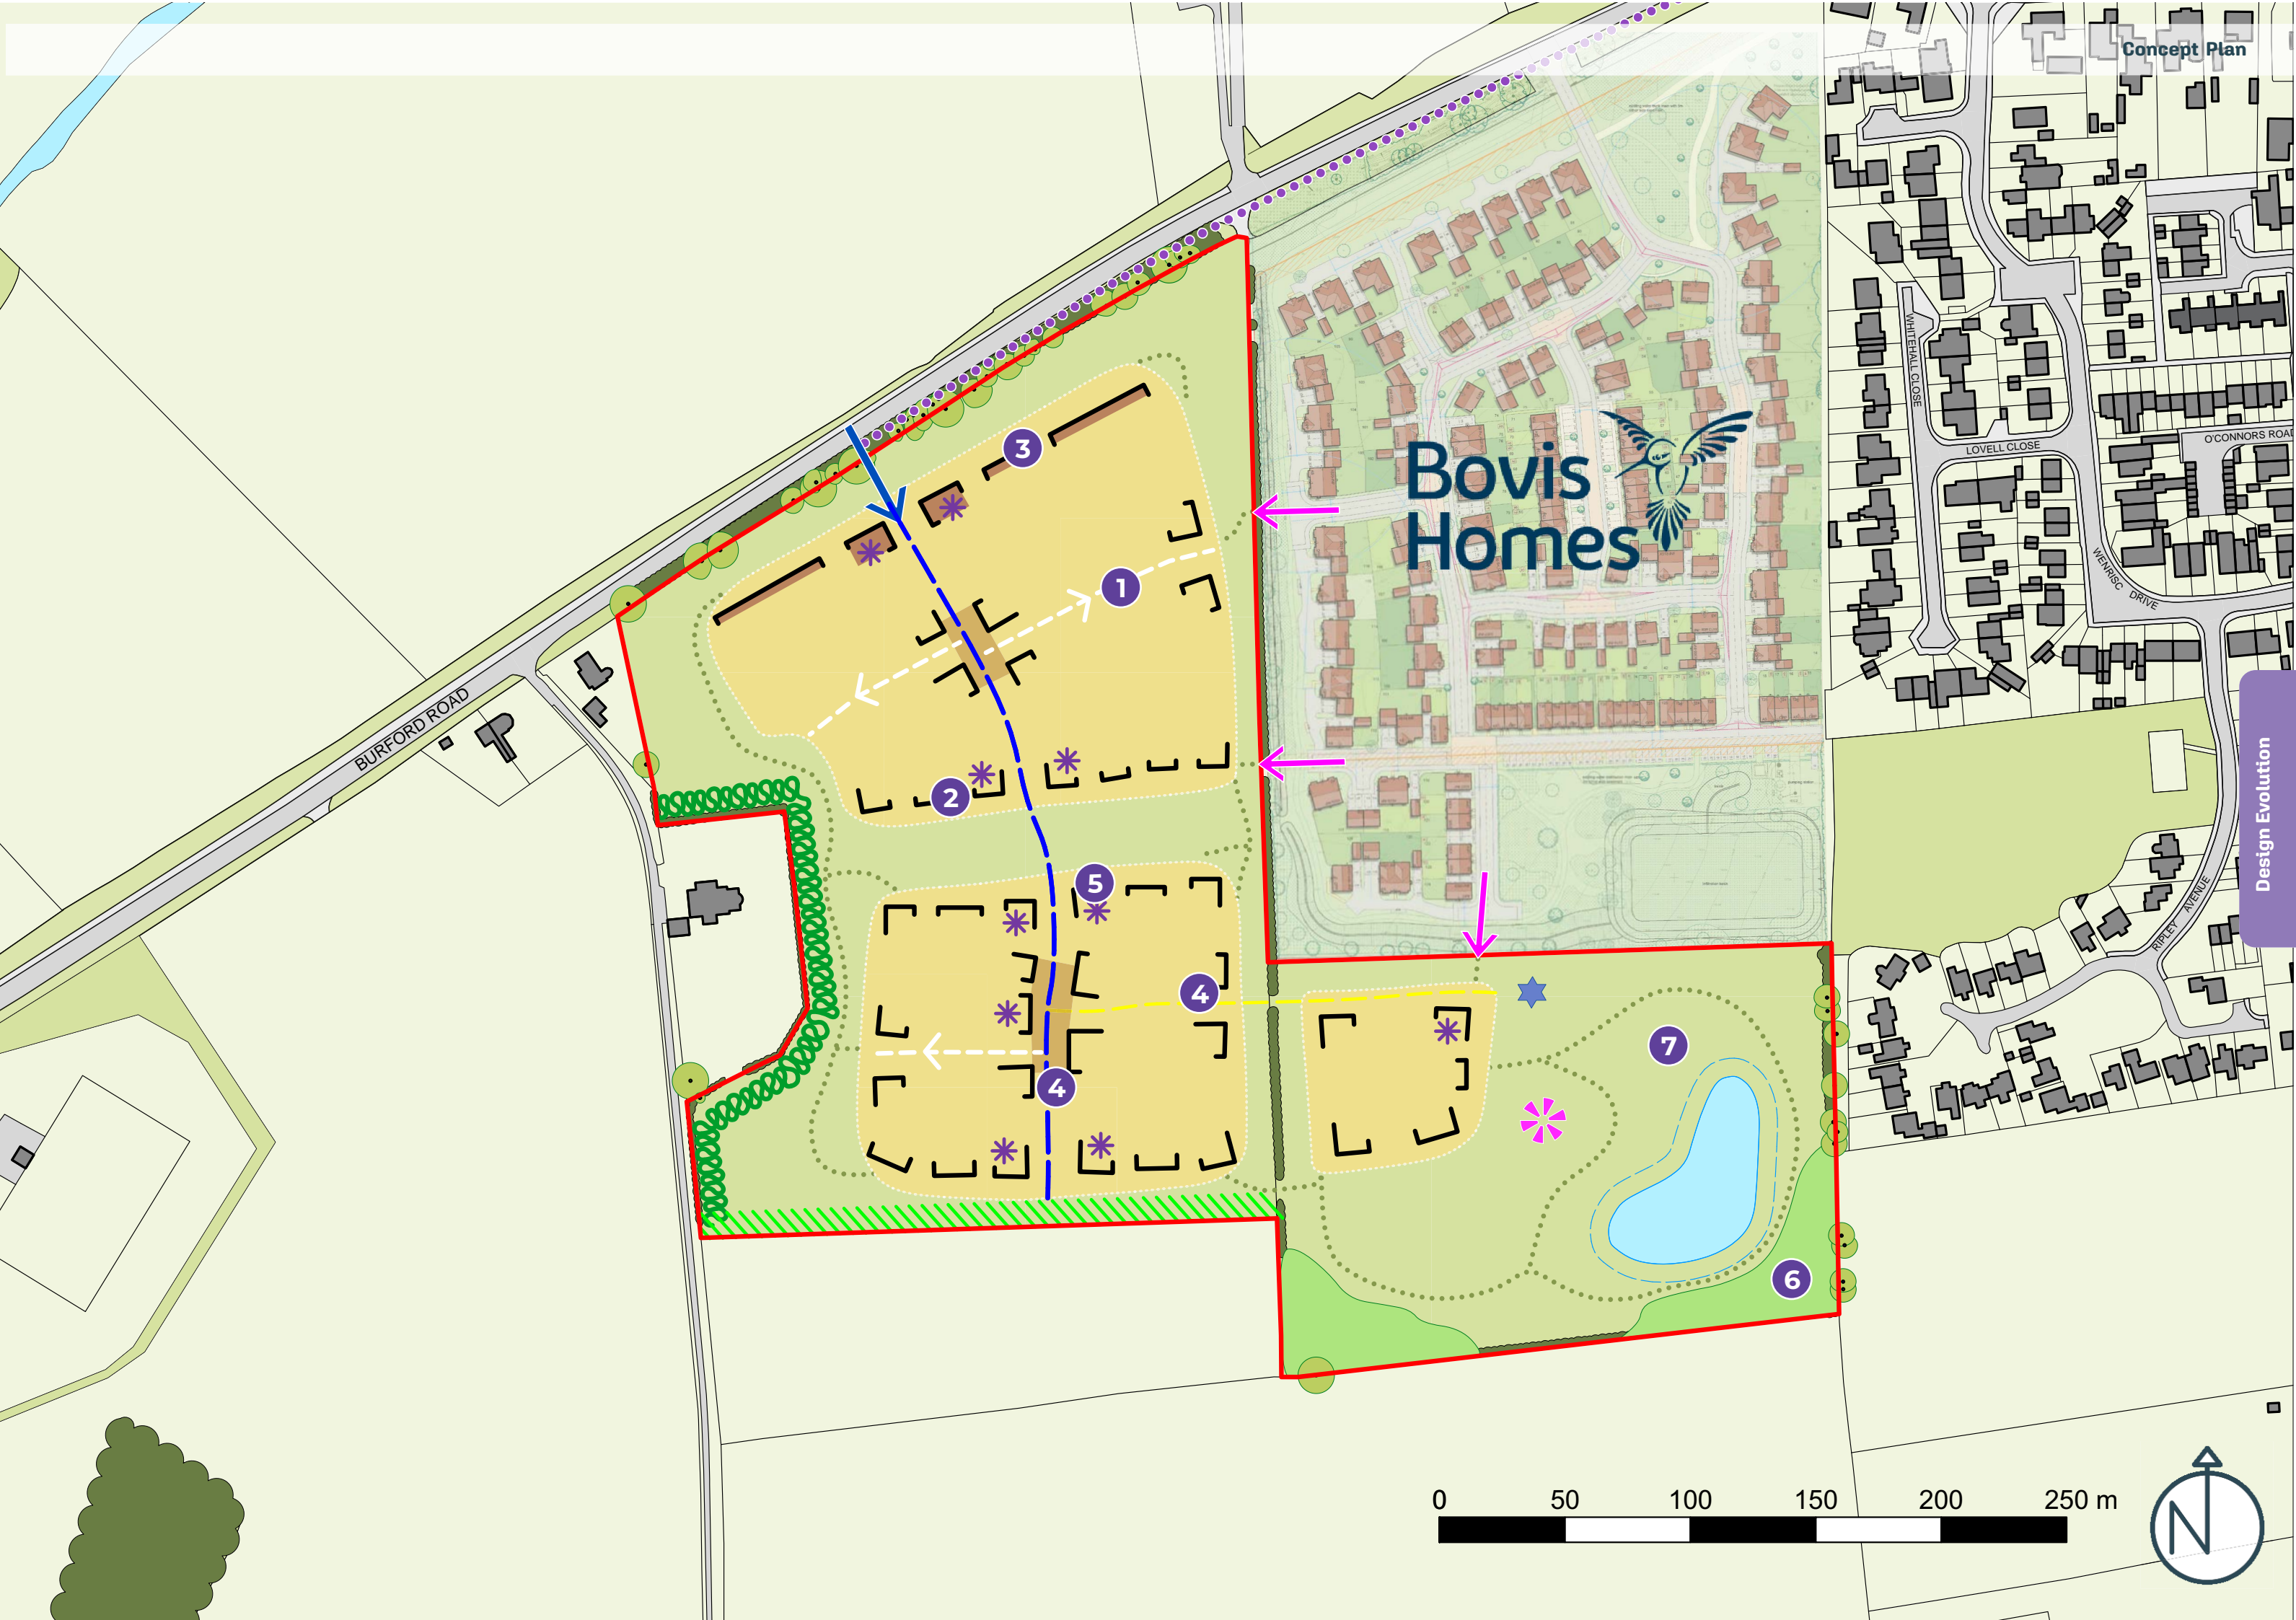 Concept Plan
WHITEHALL CLOSE
O'CONNORS ROAD
LOVELL CLOSE
Bovis
Homes
WENRISC DRIVE
3
1
BURFORD ROAD
2
Design Evolution
5
RIPLEY AVENUE
4
7
4
6
0 50 100 150 200 250 m
N